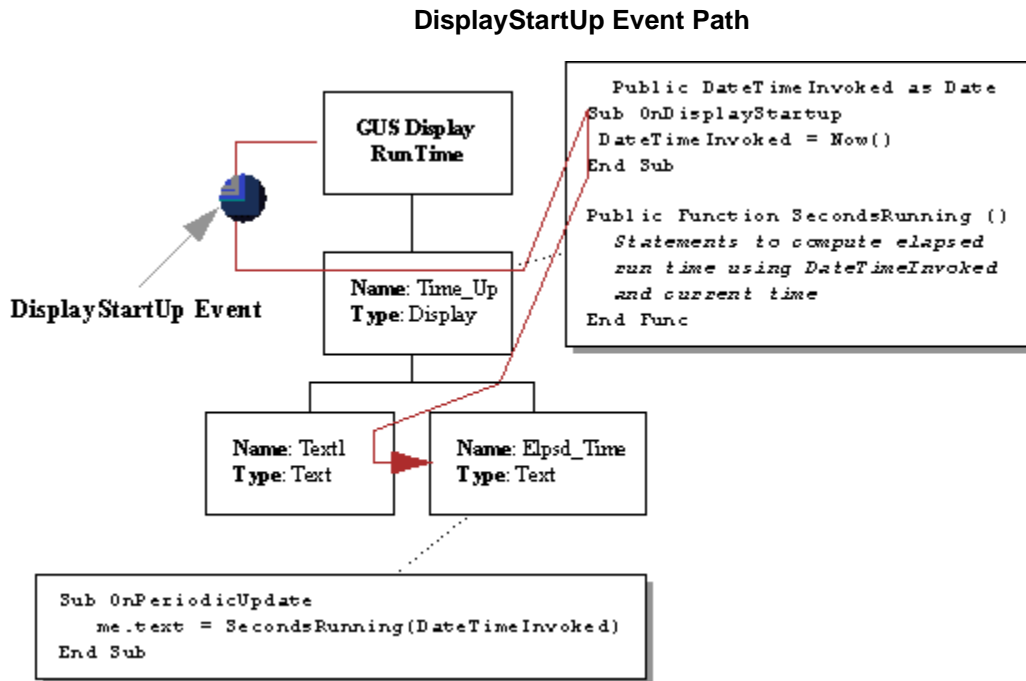 DisplayStartUp Event Path
GUS Display
RunTime
Public DateTimeInvoked as Date
Sub OnDisplayStartup
DateTimeInvoked = Now()
End Sub
Public Function SecondsRunning ()
Statements to compute elapsed
run time using DateTimeInvoked
and current time
End Func
DisplayStartUp Event
Name: Time_Up
Type: Display
Name: Text1
Type: Text
Name: Elpsd_Time
Type: Text
Sub OnPeriodicUpdate
me.text = SecondsRunning(DateTimeInvoked)
End Sub